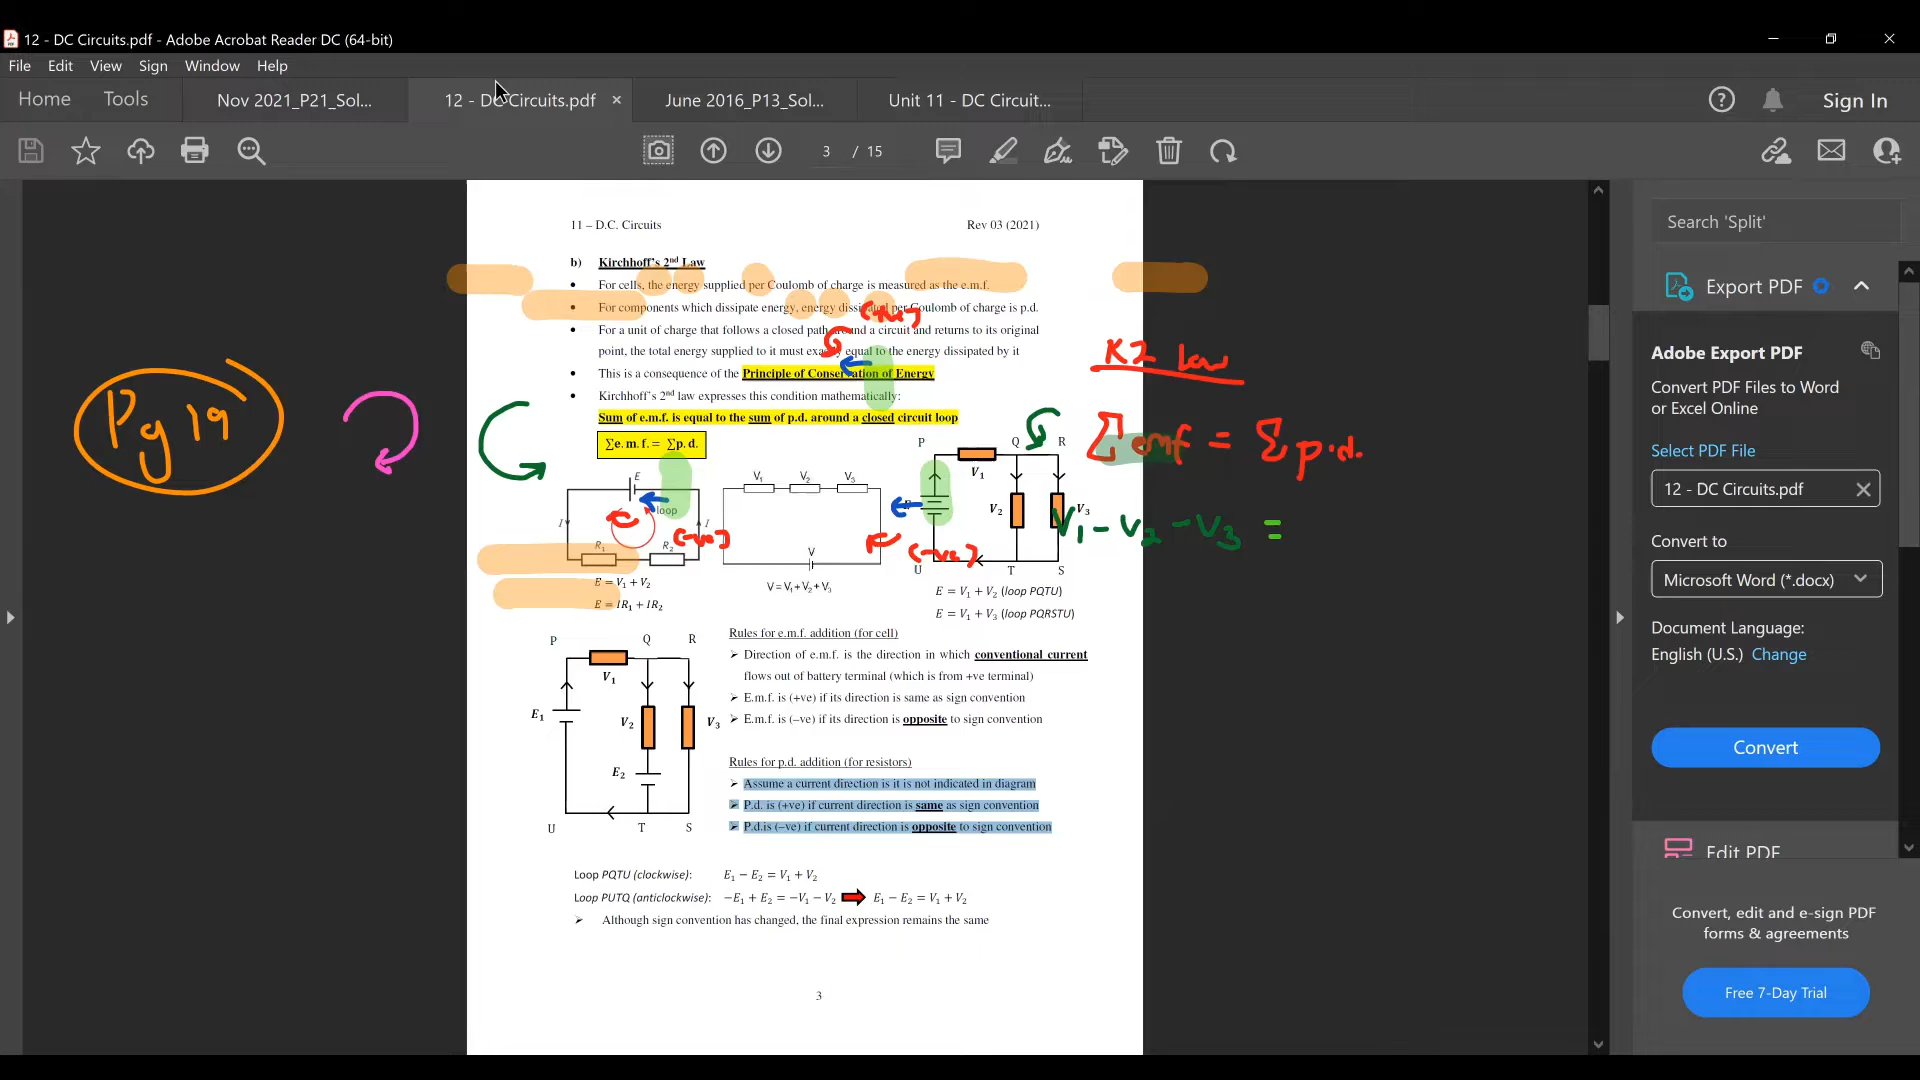 12 - DC Circuits.pdf - Adobe Acrobat Reader DC (64-bit)
File Edit View Sign Window Help
Home Tools Nov 2021_P21_Sol... 12 - DC Circuits.pdf × June 2016_P13_Sol... Unit 11 - DC Circuit... Sign In
3 / 15
11 – D.C. Circuits Rev 03 (2021)
b) Kirchhoff's 2nd Law
• For cells, the energy supplied per Coulomb of charge is measured as the e.m.f.
• For components which dissipate energy, energy dissipated per Coulomb of charge is p.d.
• For a unit of charge that follows a closed path around a circuit and returns to its original
point, the total energy supplied to it must exactly equal to the energy dissipated by it
• This is a consequence of the Principle of Conservation of Energy
• Kirchhoff's 2nd law expresses this condition mathematically:
Sum of e.m.f. is equal to the sum of p.d. around a closed circuit loop
∑e.m.f. = ∑p.d.
Pg 19
K2 Law
∑ emf = ∑ p.d.
V1 - V2 - V3 =
(-ve)
(-ve)
E
loop
I I
R₁ R₂
E = V₁ + V₂
E = IR₁ + IR₂
V₁ V₂ V₃
V
V = V₁ + V₂ + V₃
P Q R
V₁
V₂ V₃
U T S
E = V₁ + V₂ (loop PQTU)
E = V₁ + V₃ (loop PQRSTU)
P Q R
V₁
E₁ V₂ V₃
E₂
U T S
Rules for e.m.f. addition (for cell)
➢ Direction of e.m.f. is the direction in which conventional current
flows out of battery terminal (which is from +ve terminal)
➢ E.m.f. is (+ve) if its direction is same as sign convention
➢ E.m.f. is (–ve) if its direction is opposite to sign convention
Rules for p.d. addition (for resistors)
➢ Assume a current direction is it is not indicated in diagram
➢ P.d. is (+ve) if current direction is same as sign convention
➢ P.d.is (–ve) if current direction is opposite to sign convention
Loop PQTU (clockwise): E₁ − E₂ = V₁ + V₂
Loop PUTQ (anticlockwise): −E₁ + E₂ = −V₁ − V₂ E₁ − E₂ = V₁ + V₂
➢ Although sign convention has changed, the final expression remains the same
3
Search 'Split'
Export PDF
Adobe Export PDF
Convert PDF Files to Word
or Excel Online
Select PDF File
12 - DC Circuits.pdf
Convert to
Microsoft Word (*.docx)
Document Language:
English (U.S.) Change
Convert
Edit PDF
Convert, edit and e-sign PDF
forms & agreements
Free 7-Day Trial